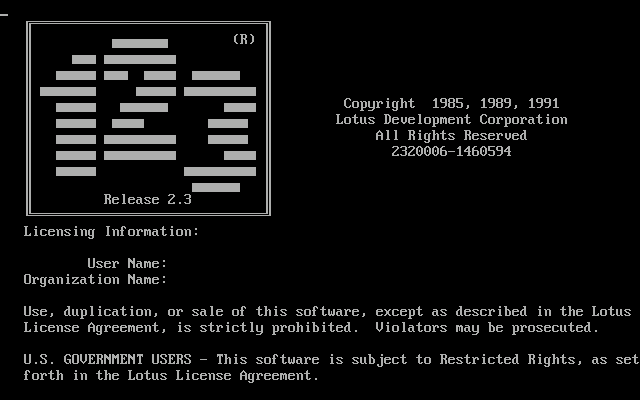 (R)
123
Release 2.3
Copyright  1985, 1989, 1991
Lotus Development Corporation
All Rights Reserved
2320006-1460594
Licensing Information:
User Name:
Organization Name:
Use, duplication, or sale of this software, except as described in the Lotus
License Agreement, is strictly prohibited.  Violators may be prosecuted.
U.S. GOVERNMENT USERS - This software is subject to Restricted Rights, as set
forth in the Lotus License Agreement.